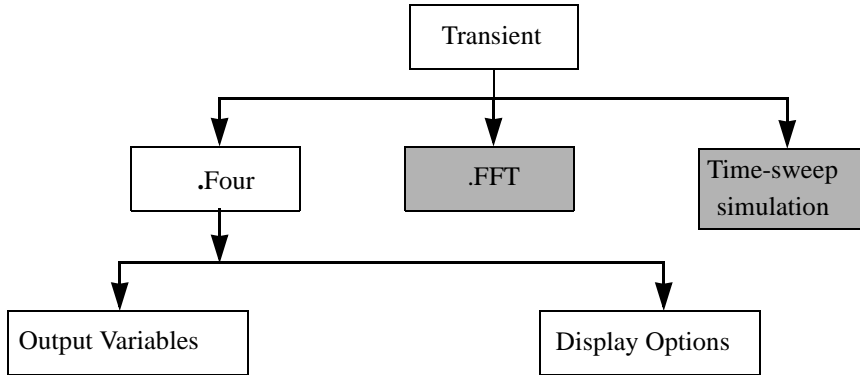 Transient
.Four
.FFT
Time-sweep
simulation
Output Variables
Display Options